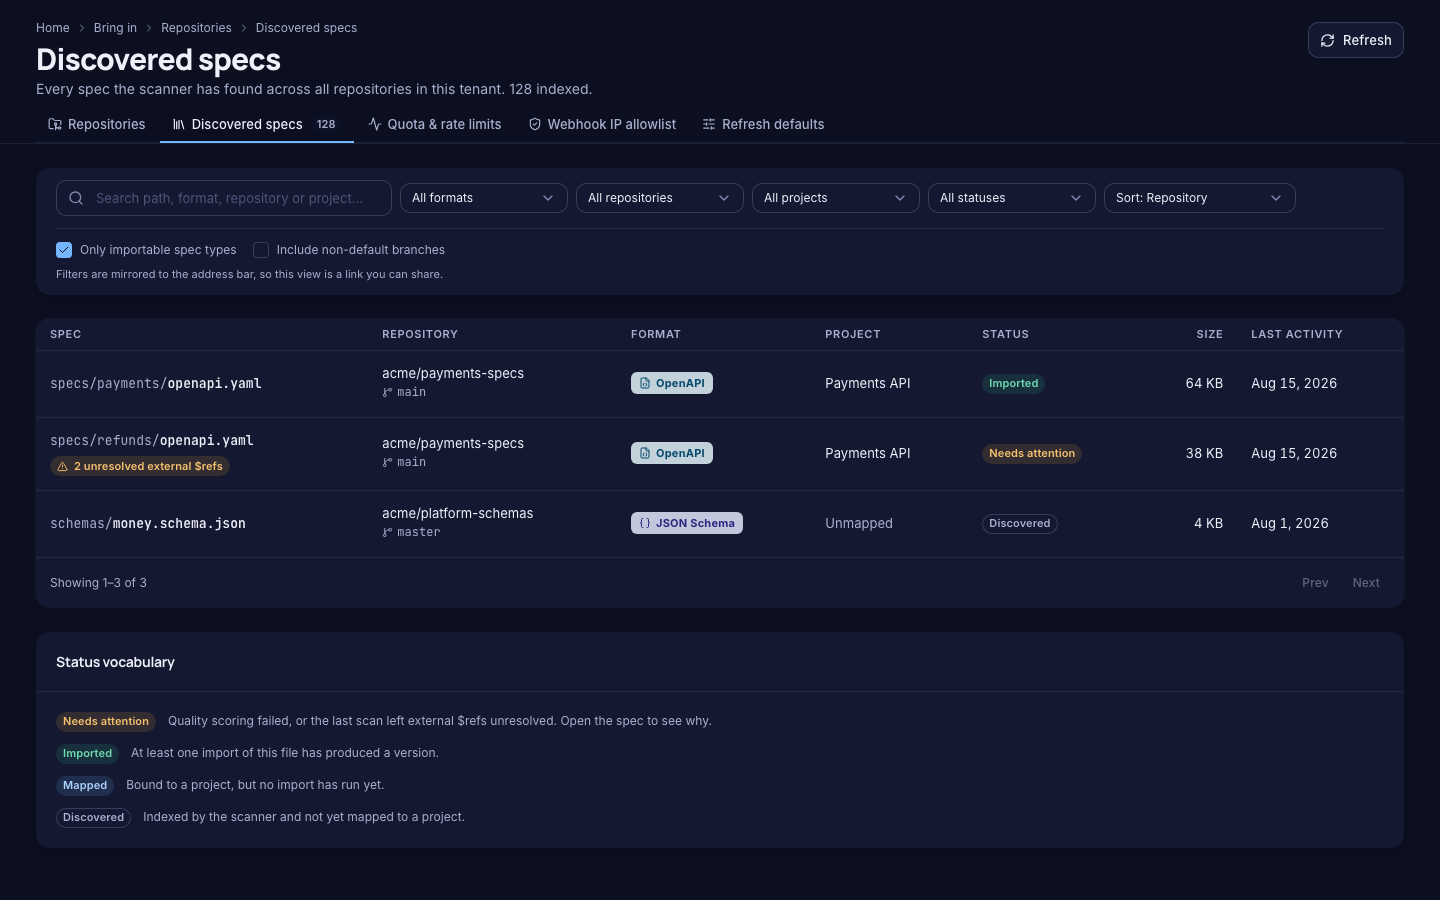 Home > Bring in > Repositories > Discovered specs
Discovered specs
Refresh
Every spec the scanner has found across all repositories in this tenant. 128 indexed.
Repositories Discovered specs 128 Quota & rate limits Webhook IP allowlist Refresh defaults
Search path, format, repository or project... All formats All repositories All projects All statuses Sort: Repository
Only importable spec types Include non-default branches
Filters are mirrored to the address bar, so this view is a link you can share.
SPEC REPOSITORY FORMAT PROJECT STATUS SIZE LAST ACTIVITY
specs/payments/openapi.yaml acme/payments-specs OpenAPI Payments API Imported 64 KB Aug 15, 2026
main
specs/refunds/openapi.yaml acme/payments-specs OpenAPI Payments API Needs attention 38 KB Aug 15, 2026
2 unresolved external $refs main
schemas/money.schema.json acme/platform-schemas {} JSON Schema Unmapped Discovered 4 KB Aug 1, 2026
master
Showing 1–3 of 3 Prev Next
Status vocabulary
Needs attention Quality scoring failed, or the last scan left external $refs unresolved. Open the spec to see why.
Imported At least one import of this file has produced a version.
Mapped Bound to a project, but no import has run yet.
Discovered Indexed by the scanner and not yet mapped to a project.